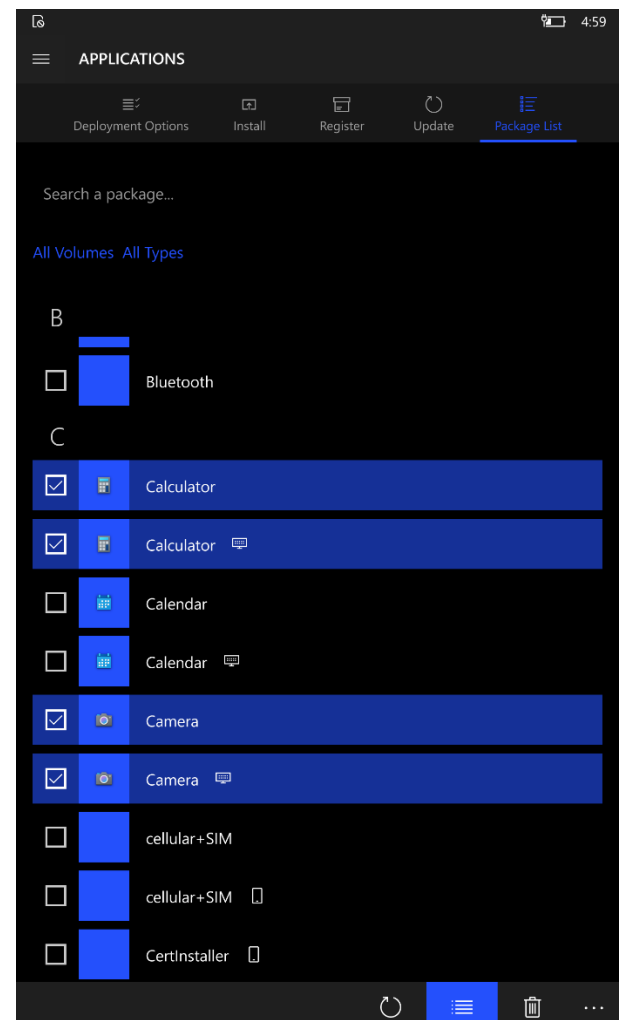 4:59
APPLICATIONS
Deployment Options Install Register Update Package List
Search a package...
All Volumes All Types
B
Bluetooth
C
Calculator
Calculator
Calendar
Calendar
Camera
Camera
cellular+SIM
cellular+SIM
CertInstaller